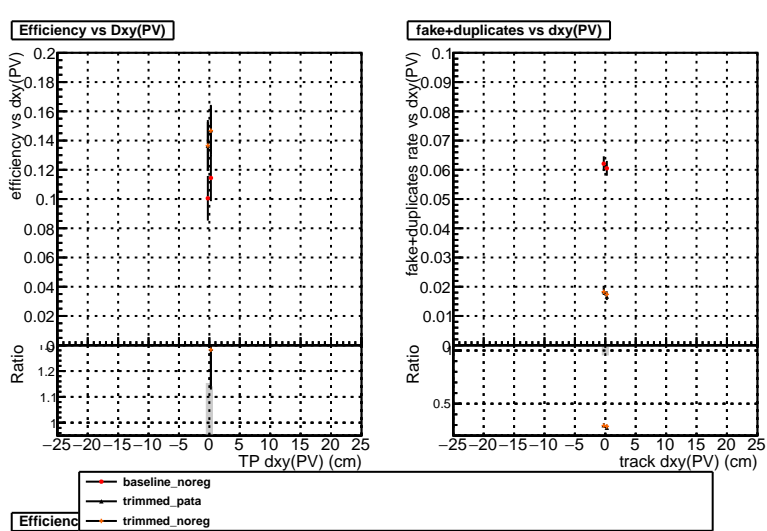 Efficiency vs Dxy(PV)
efficiency vs dxy(PV)
0.2
0.18
0.16
0.14
0.12
0.1
0.08
0.06
0.04
0.02
Ratio
1.2
1.1
1
−25 −20 −15 −10 −5 0 5 10 15 20 25
TP dxy(PV) (cm)
fake+duplicates vs dxy(PV)
fake+duplicates rate vs dxy(PV)
0.1
0.09
0.08
0.07
0.06
0.05
0.04
0.03
0.02
0.01
0
Ratio
0.5
−25 −20 −15 −10 −5 0 5 10 15 20 25
track dxy(PV) (cm)
baseline_noreg
trimmed_pata
trimmed_noreg
Efficienc